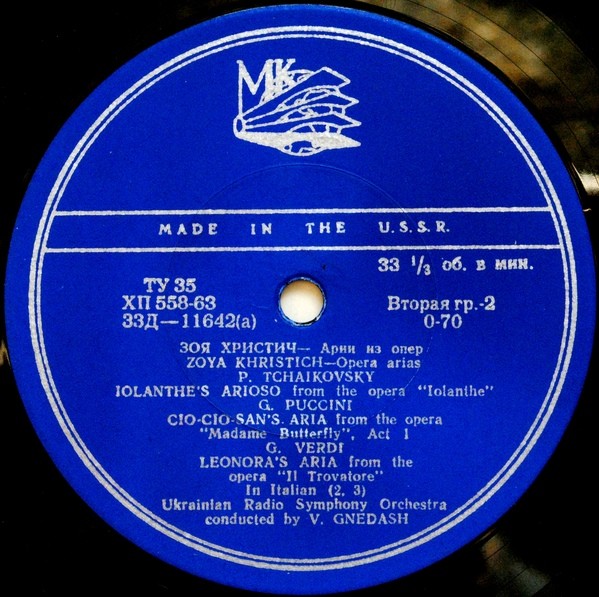 МК
MADE IN THE U.S.S.R.
33 1/3 об. в мин.
ТУ 35
ХП 558-63
33Д—11642(а)
Вторая гр.-2
0-70
ЗОЯ ХРИСТИЧ— Арии из опер
ZOYA KHRISTICH—Opera arias
P. TCHAIKOVSKY
IOLANTHE'S ARIOSO from the opera "Iolanthe"
G. PUCCINI
CIO-CIO-SAN'S ARIA from the opera
"Madame Butterfly", Act 1
G. VERDI
LEONORA'S ARIA from the
opera "Il Trovatore"
In Italian (2, 3)
Ukrainian Radio Symphony Orchestra
conducted by V. GNEDASH